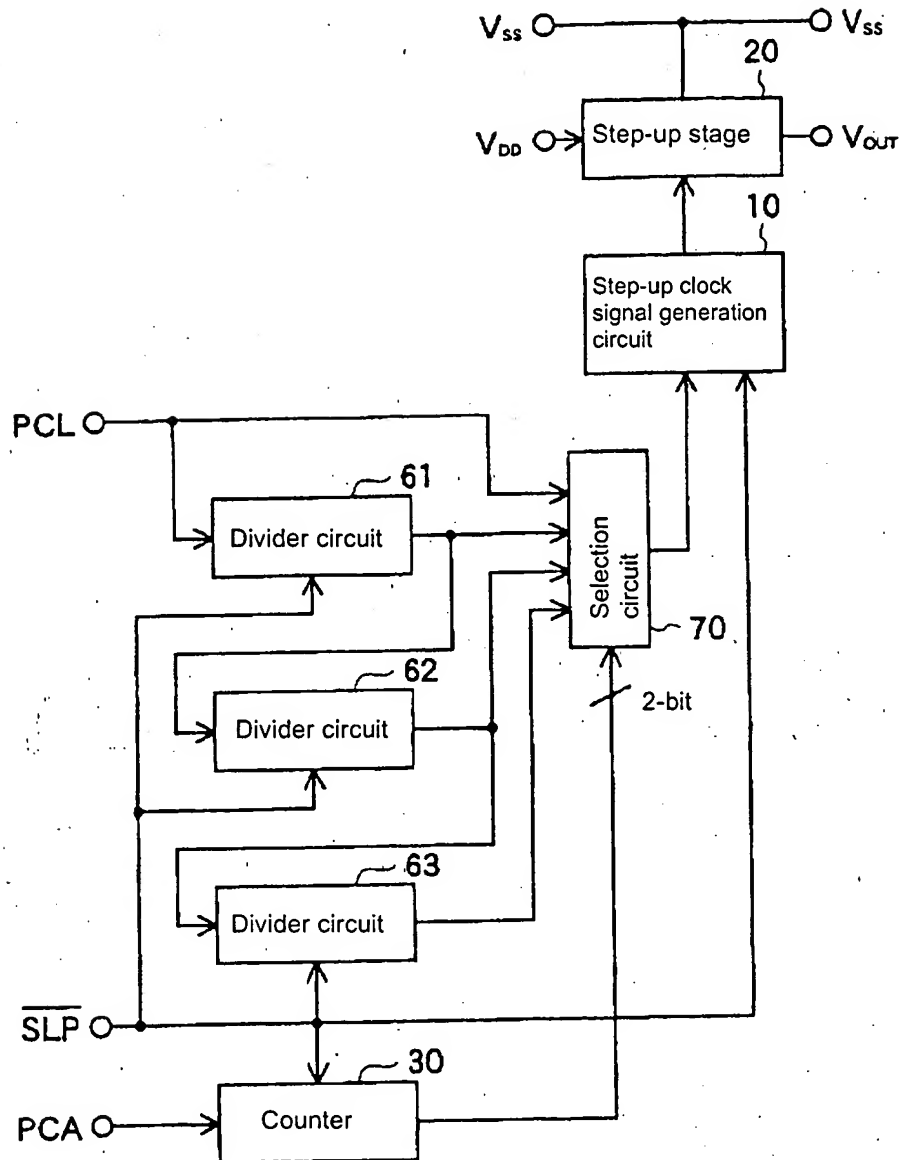 Vss Vss
20
VDD Step-up stage VOUT
10
Step-up clock
signal generation
circuit
PCL
61
Divider circuit
Selection
circuit
70
62
Divider circuit
2-bit
63
Divider circuit
SLP
30
PCA Counter